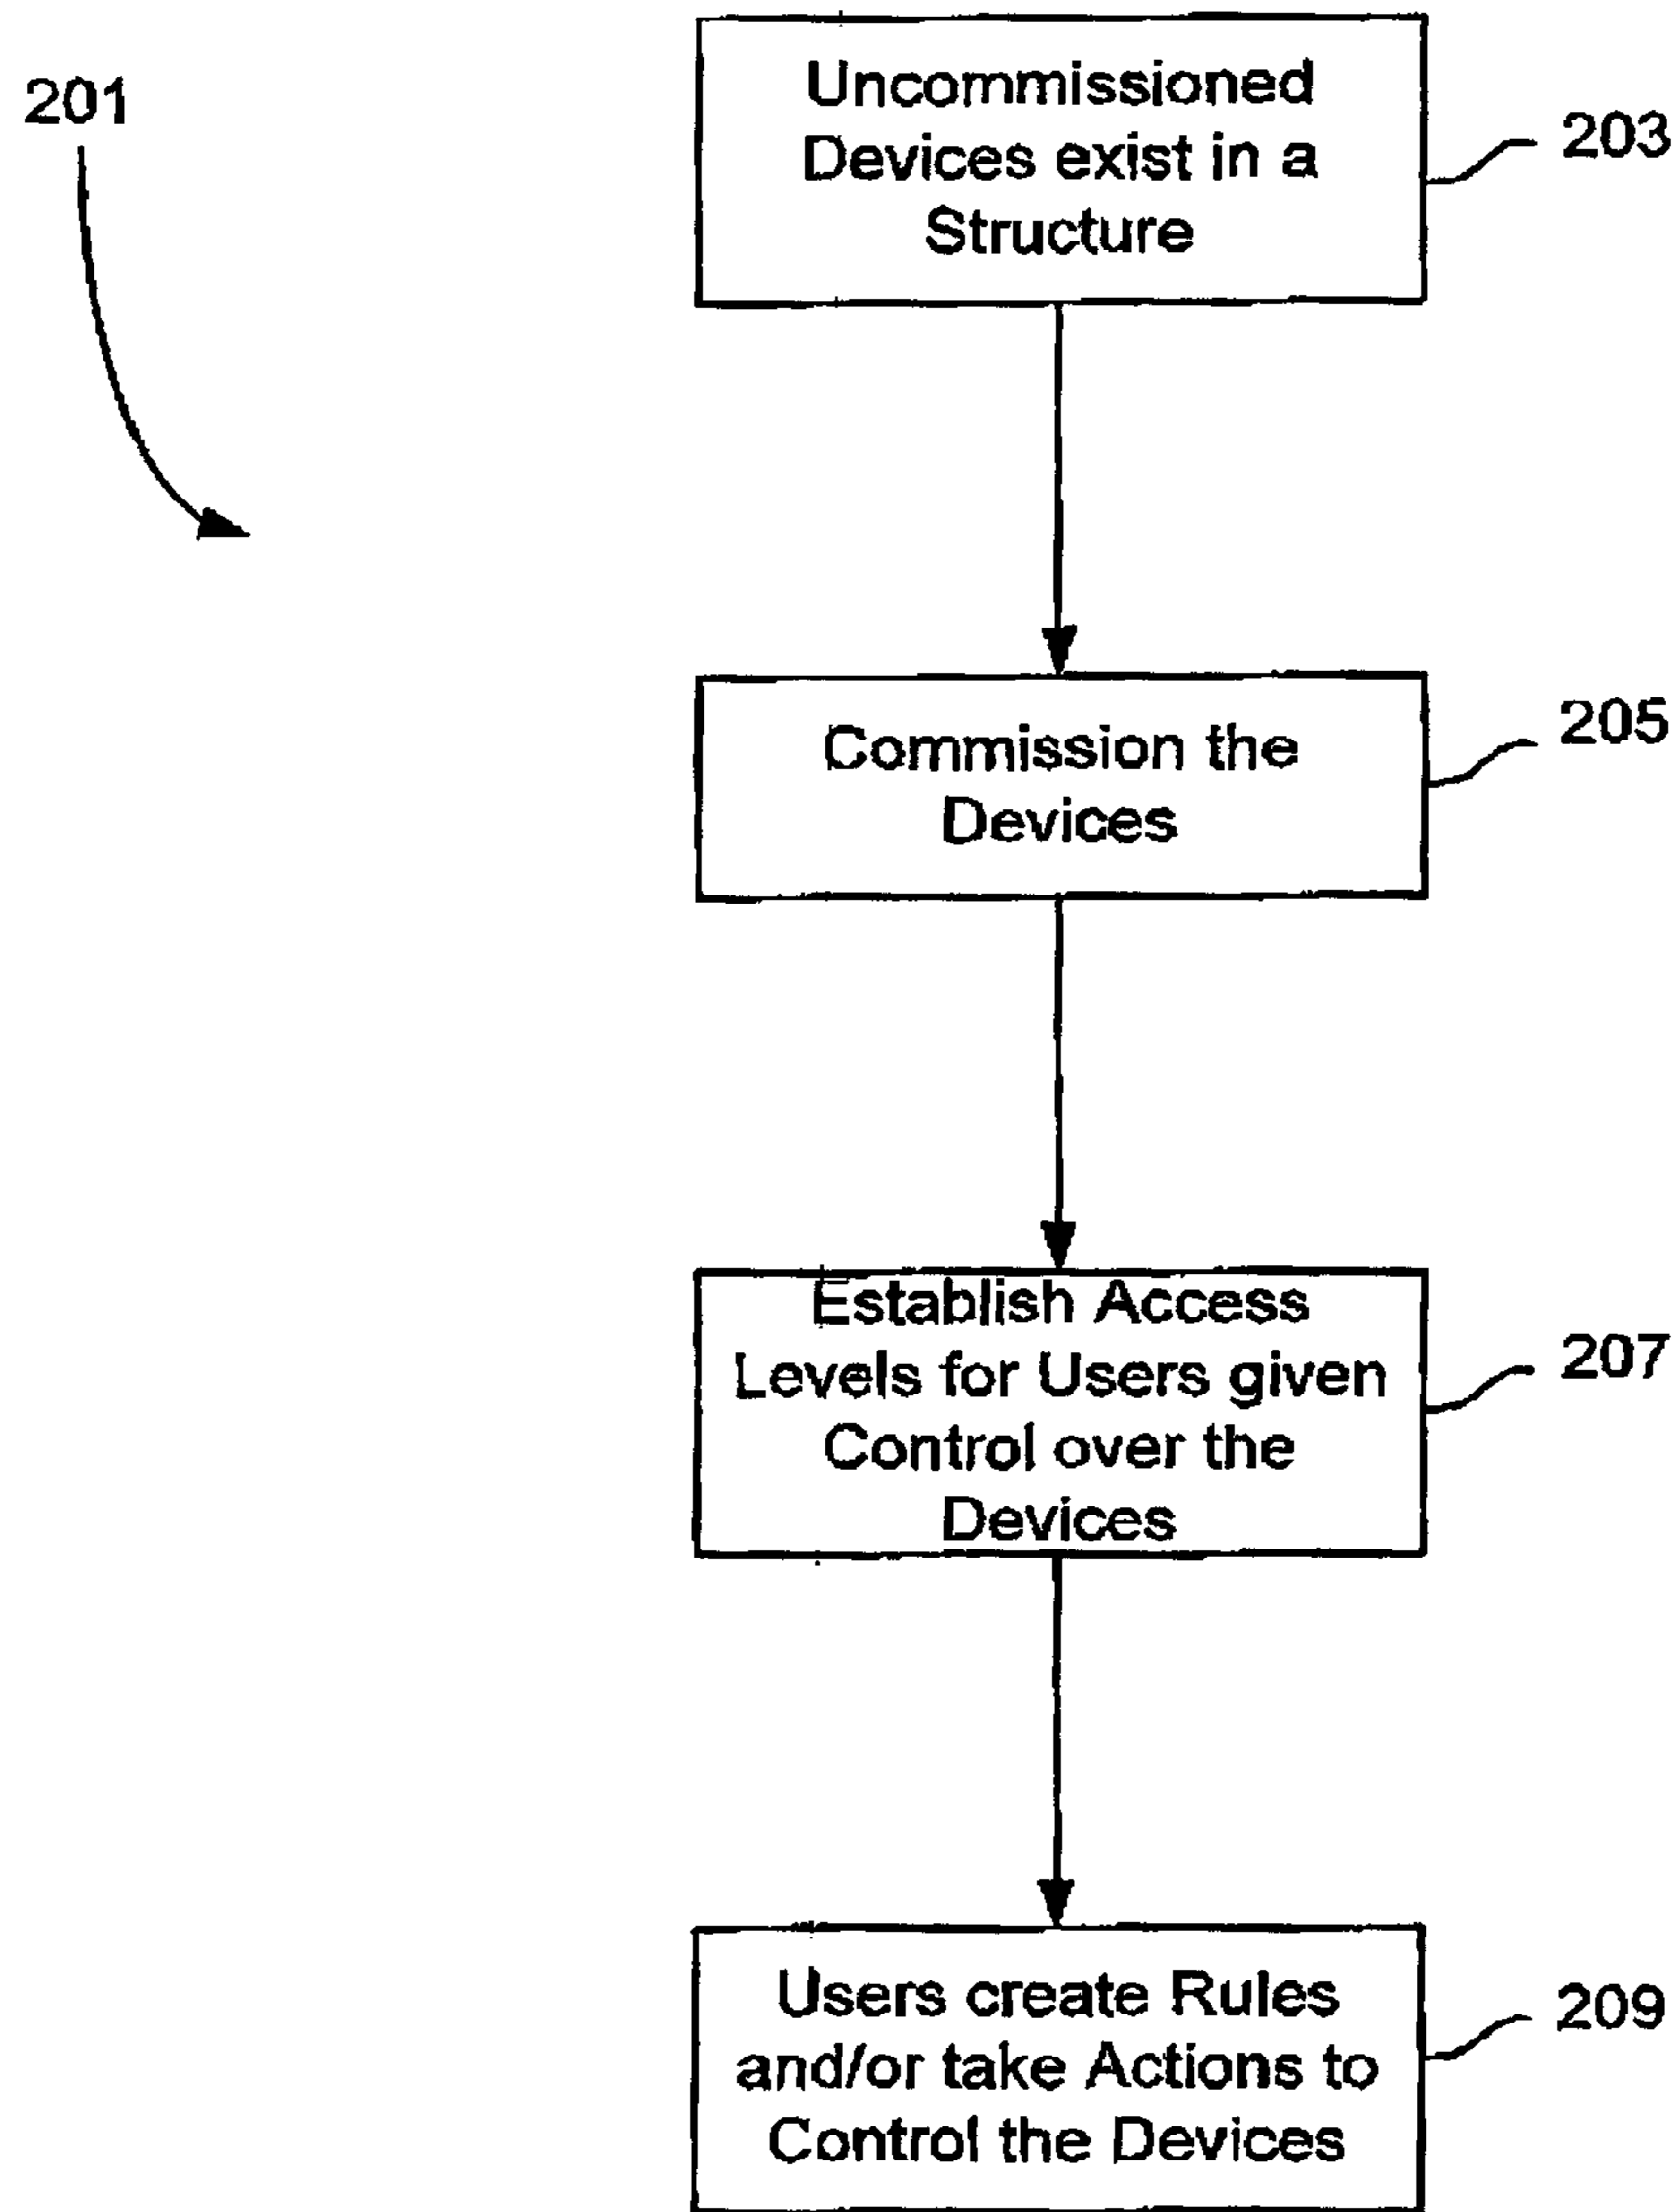 201
Uncommissioned
Devices exist in a
Structure
203
Commission the
Devices
205
Establish Access
Levels for Users given
Control over the
Devices
207
Users create Rules
and/or take Actions to
Control the Devices
209